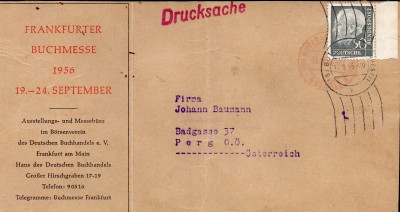 Drucksache
FRANKFURTER
BUCHMESSE
1956
19.—24. SEPTEMBER
Ausstellungs- und Messebüro
im Börsenverein
des Deutschen Buchhandels e. V.
Frankfurt am Main
Haus des Deutschen Buchhandels
Großer Hirschgraben 17-19
Telefon: 90916
Telegramme: Buchmesse Frankfurt
Firma
Johann Baumann
Badgasse 37
Perg O.Ö.
Österreich
DEUTSCHE
BUNDESPOST
50